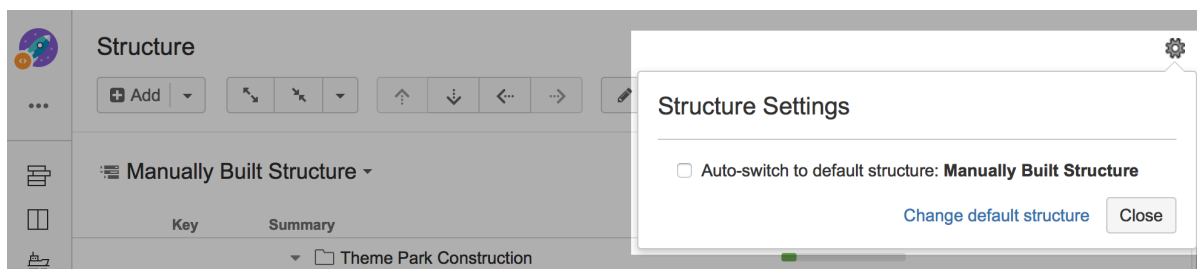 Structure
Add
Structure Settings
Manually Built Structure
Auto-switch to default structure: Manually Built Structure
Change default structure Close
Key Summary
Theme Park Construction